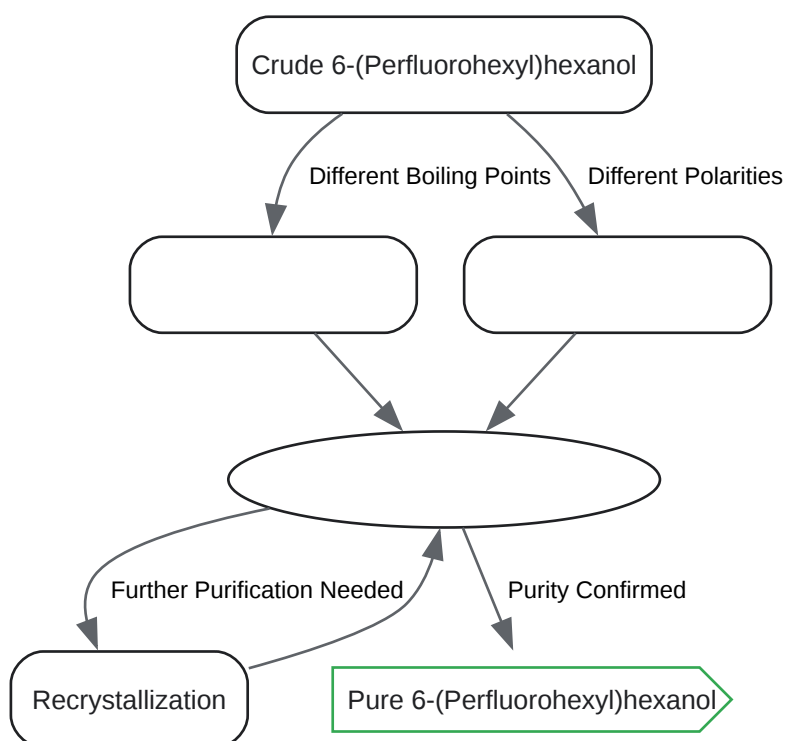 Crude 6-(Perfluorohexyl)hexanol
Different Boiling Points
Different Polarities
Further Purification Needed
Purity Confirmed
Recrystallization
Pure 6-(Perfluorohexyl)hexanol